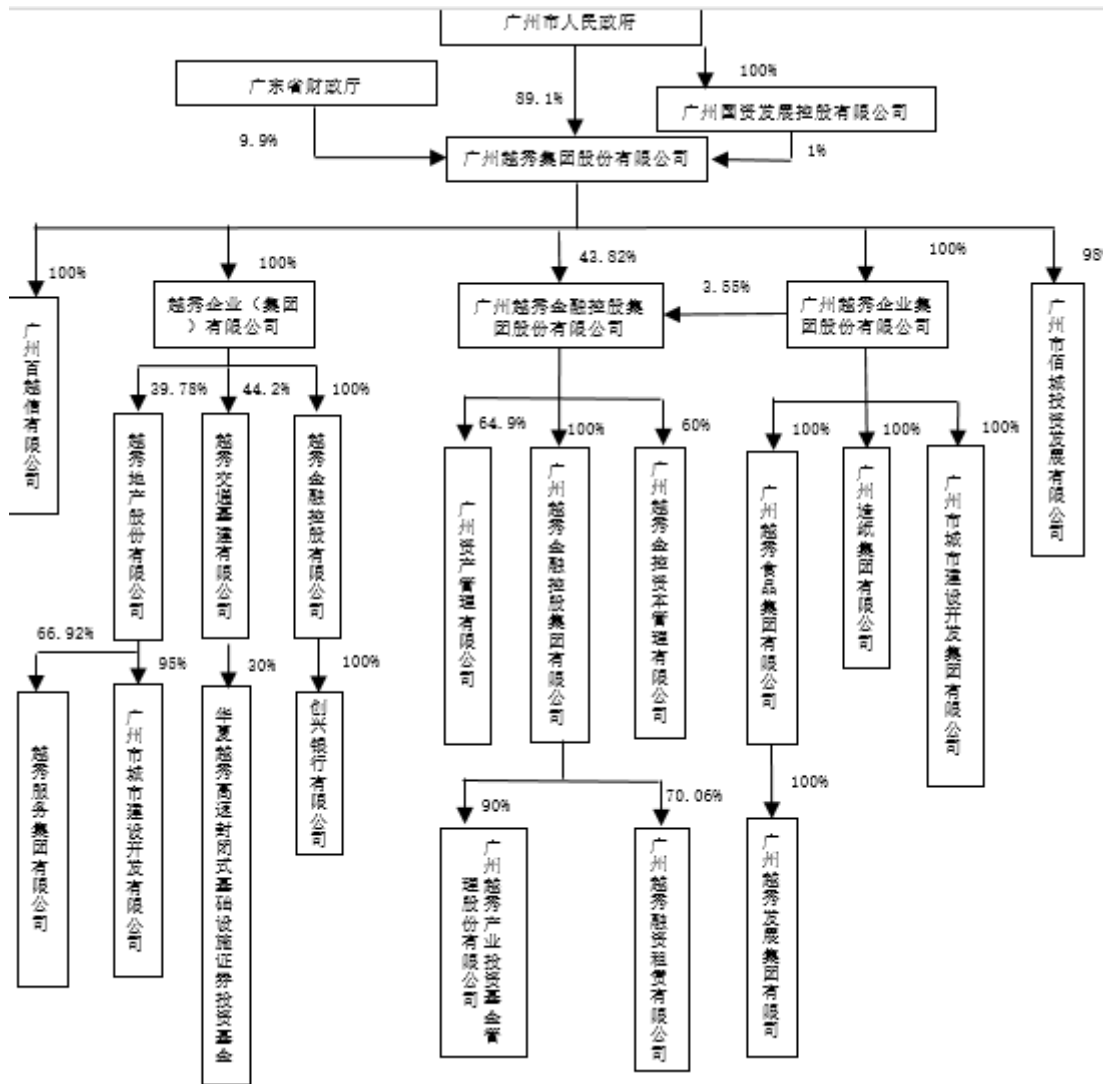 广州市人民政府
100%
广东省财政厅
89.1%
广州国资发展控股有限公司
9.9%
1%
广州越秀集团股份有限公司
100%
100%
43.82%
100%
98%
越秀企业（集团
）有限公司
广州越秀金融控股集
团股份有限公司
3.55%
广州越秀企业集
团股份有限公司
广州百越信有限公司
广州市佰城投资发展有限公司
39.78%
44.2%
100%
64.9%
100%
60%
100%
100%
100%
越秀地产股份有限公司
越秀交通基建有限公司
越秀金融控股有限公司
广州资产管理有限公司
广州越秀金融控股集团有限公司
广州越秀金控资本管理有限公司
广州越秀食品集团有限公司
广州造纸集团有限公司
广州市城市建设开发集团有限公司
66.92%
95%
30%
100%
越秀服务集团有限公司
广州市城市建设开发有限公司
华夏越秀高速封闭式基础设施证券投资基金
创兴银行有限公司
90%
70.06%
100%
广州越秀产业投资基金管
理股份有限公司
广州越秀融资租赁有限公司
广州越秀发展集团有限公司